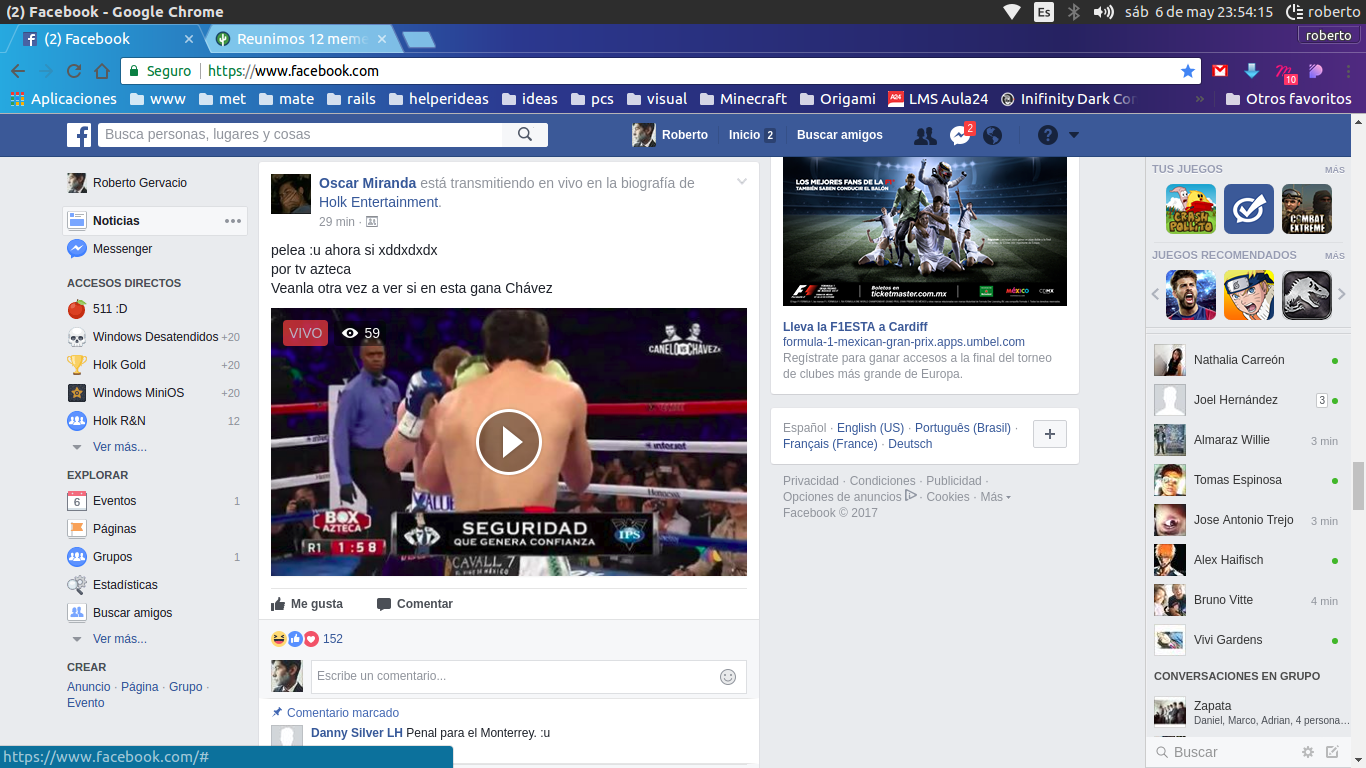 (2) Facebook - Google Chrome
Es
sáb 6 de may 23:54:15
roberto
(2) Facebook
Reunimos 12 meme
roberto
Seguro
https://www.facebook.com
10
Aplicaciones
www
met
mate
rails
helperideas
ideas
pcs
visual
Minecraft
Origami
A24
LMS Aula24
Inifinity Dark Co
»
Otros favoritos
Busca personas, lugares y cosas
Roberto
Inicio 2
Buscar amigos
2
Roberto Gervacio
Noticias
Messenger
ACCESOS DIRECTOS
511 :D
Windows Desatendidos +20
Holk Gold +20
Windows MiniOS +20
Holk R&N 12
Ver más...
EXPLORAR
6 Eventos 1
Páginas
Grupos 1
Estadísticas
Buscar amigos
Ver más...
CREAR
Anuncio · Página · Grupo ·
Evento
https://www.facebook.com/#
Oscar Miranda está transmitiendo en vivo en la biografía de
Holk Entertainment.
29 min ·
pelea :u ahora si xddxdxdx
por tv azteca
Veanla otra vez a ver si en esta gana Chávez
VIVO
59
CANELO VS CHÁVEZ
BOX
AZTECA
R1 1:58
SEGURIDAD
QUE GENERA CONFIANZA
IPS
Me gusta
Comentar
152
Escribe un comentario...
Comentario marcado
Danny Silver LH Penal para el Monterrey. :u
LOS MEJORES FANS DE LA F1
TAMBIÉN SABEN CONDUCIR EL BALÓN
F1
Boletos en
ticketmaster.com.mx
MÉXICO
CDMX
Lleva la F1ESTA a Cardiff
formula-1-mexican-gran-prix.apps.umbel.com
Regístrate para ganar accesos a la final del torneo
de clubes más grande de Europa.
Español · English (US) · Português (Brasil) ·
Français (France) · Deutsch
Privacidad · Condiciones · Publicidad ·
Opciones de anuncios · Cookies · Más
Facebook © 2017
TUS JUEGOS MÁS
CRASH
POLLITO
COMBAT
EXTREME
JUEGOS RECOMENDADOS MÁS
Nathalia Carreón
Joel Hernández 3
Almaraz Willie 3 min
Tomas Espinosa
Jose Antonio Trejo 3 min
Alex Haifisch
Bruno Vitte 4 min
Vivi Gardens
CONVERSACIONES EN GRUPO
Zapata
Daniel, Marco, Adrian, 4 persona...
Buscar